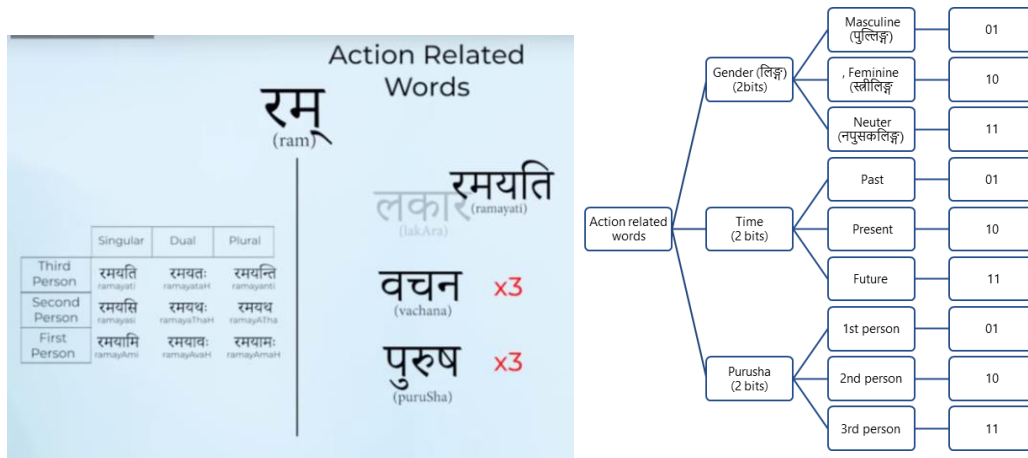 Action Related
Words
रम्
(ram)
रमयति
(ramayati)
लकार
(lakAra)
वचन x3
(vachana)
पुरुष x3
(puruSha)
Singular Dual Plural
Third
Person
रमयति रमयतः रमयन्ति
ramayati ramayataH ramayanti
Second
Person
रमयसि रमयथः रमयथ
ramayasi ramayaThaH ramayATha
First
Person
रमयामि रमयावः रमयामः
ramayAmi ramayAvaH ramayAmaH
Action related
words
Gender (लिङ्ग)
(2bits)
Masculine
(पुल्लिङ्ग)
01
, Feminine
(स्त्रीलिङ्ग
10
Neuter
(नपुसकलिङ्ग)
11
Time
(2 bits)
Past
01
Present
10
Future
11
Purusha
(2 bits)
1st person
01
2nd person
10
3rd person
11